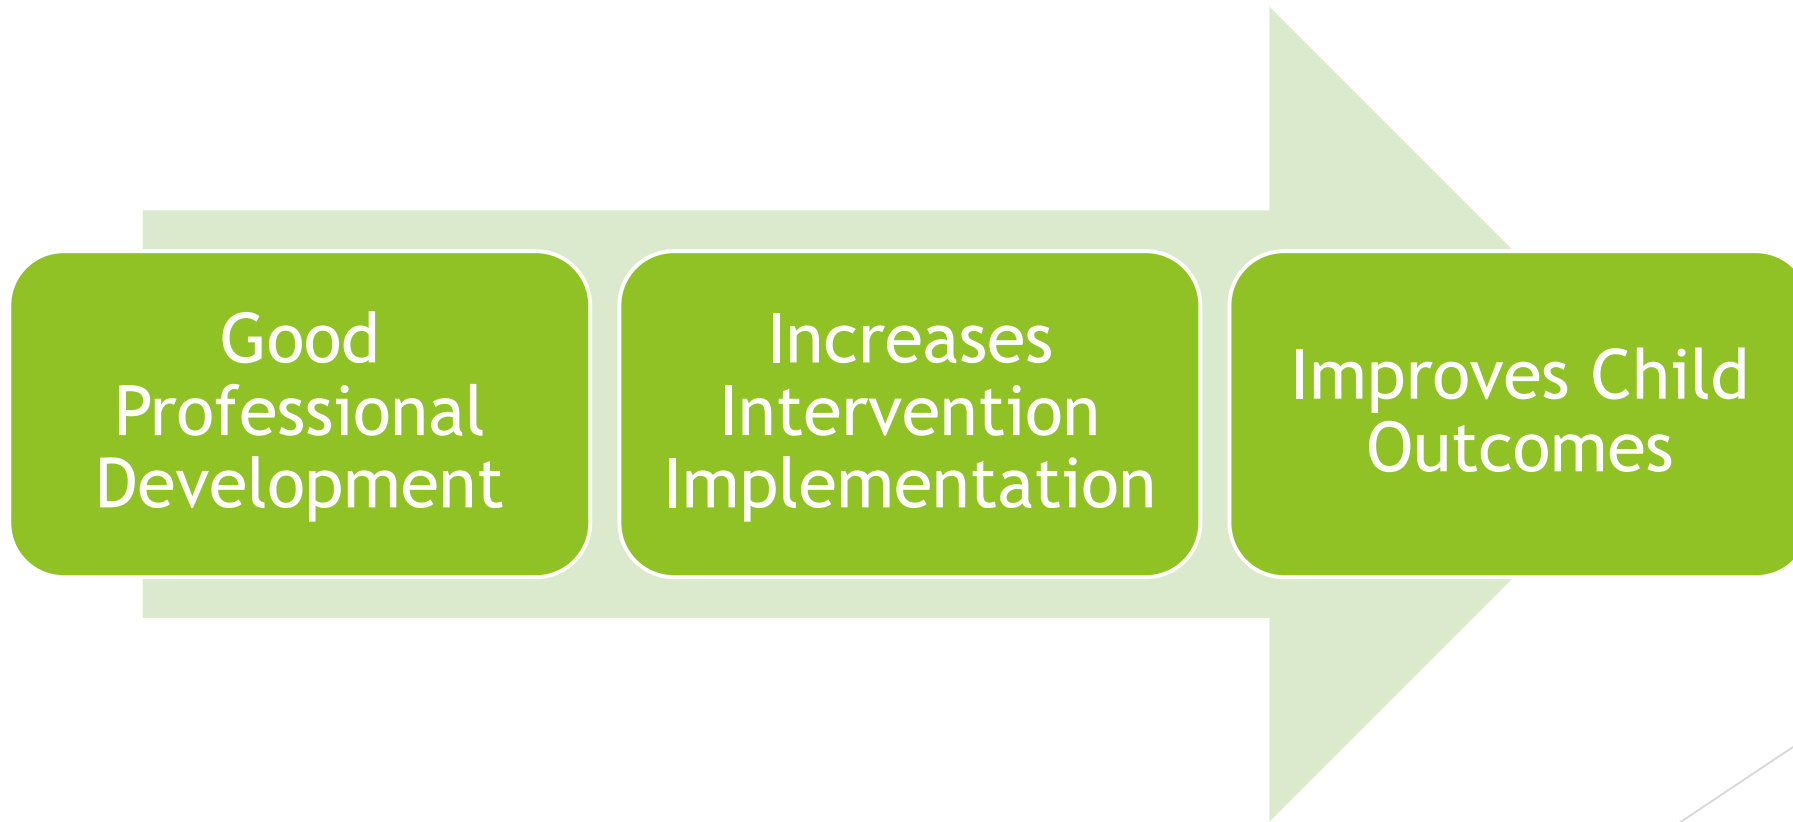 Good
Professional
Development
Increases
Intervention
Implementation
Improves Child
Outcomes